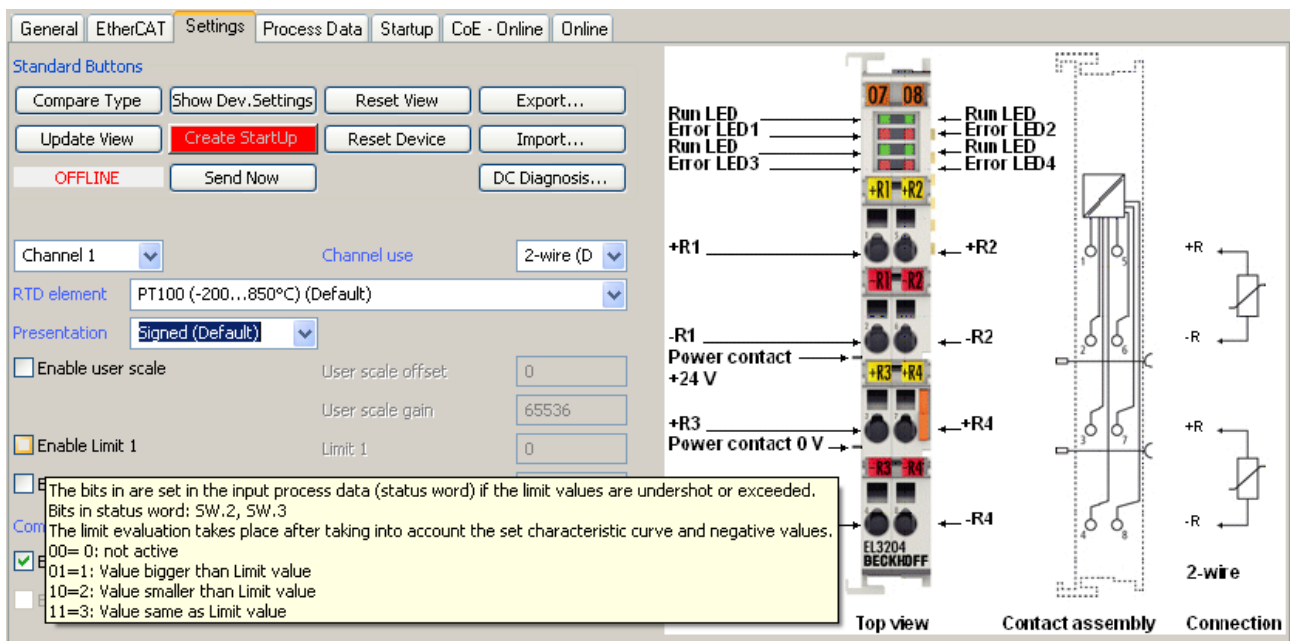 General EtherCAT Settings Process Data Startup CoE - Online Online
Standard Buttons
Compare Type Show Dev.Settings Reset View Export...
Update View Create StartUp Reset Device Import...
OFFLINE Send Now DC Diagnosis...
Channel 1 Channel use 2-wire (D
RTD element PT100 (-200...850°C) (Default)
Presentation Signed (Default)
Enable user scale User scale offset 0
User scale gain 65536
Enable Limit 1 Limit 1 0
E
The bits in are set in the input process data (status word) if the limit values are undershot or exceeded.
Bits in status word: SW.2, SW.3
Com
The limit evaluation takes place after taking into account the set characteristic curve and negative values.
00= 0: not active
E
01=1: Value bigger than Limit value
10=2: Value smaller than Limit value
E
11=3: Value same as Limit value
07 08
Run LED Run LED
Error LED1 Error LED2
Run LED Run LED
Error LED3 Error LED4
+R1 +R2
+R1 +R2
-R1 -R2
-R1 -R2
Power contact
+24 V
+R3 +R4
+R3 +R4
Power contact 0 V
-R3 -R4
-R4
EL3204
BECKHOFF
Top view
1 5
2 6
3 7
4 8
Contact assembly
+R
-R
+R
-R
2-wire
Connection